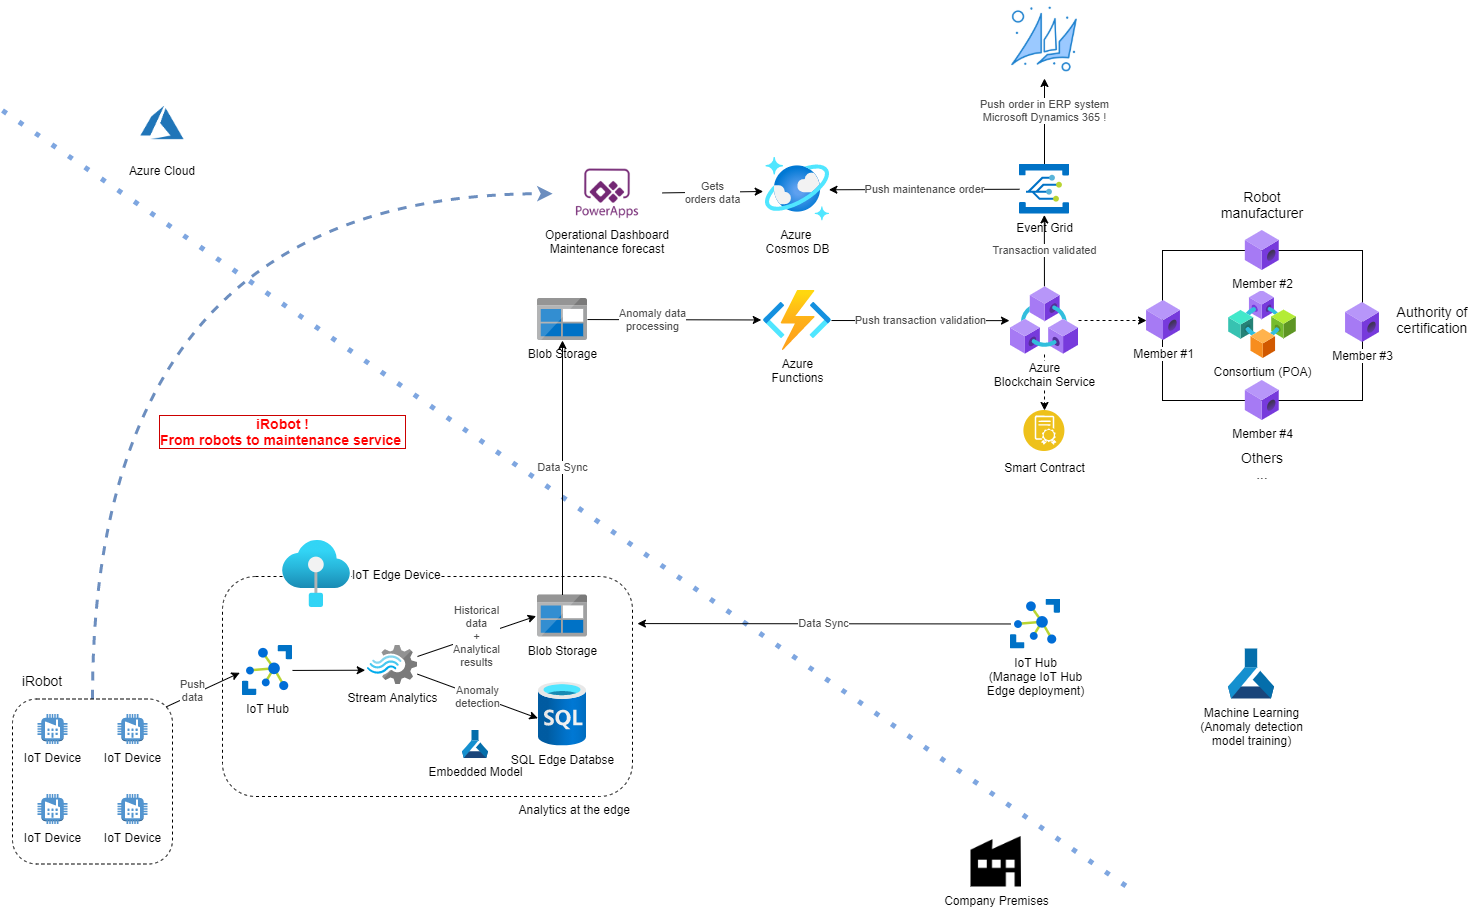 Push order in ERP system
Microsoft Dynamics 365 !
Azure Cloud
PowerApps
Operational Dashboard
Maintenance forecast
Gets
orders data
Azure
Cosmos DB
Push maintenance order
Event Grid
Transaction validated
Robot
manufacturer
Member #2
Blob Storage
Anomaly data
processing
Azure
Functions
Push transaction validation
Azure
Blockchain Service
Member #1
Consortium (POA)
Member #3
Authority of
certification
Member #4
Others
...
Smart Contract
iRobot !
From robots to maintenance service
Data Sync
IoT Edge Device
Historical
data
+
Analytical
results
Blob Storage
Data Sync
IoT Hub
(Manage IoT Hub
Edge deployment)
iRobot
Push
data
IoT Hub
Stream Analytics
Anomaly
detection
SQL
SQL Edge Databse
Embedded Model
Analytics at the edge
Machine Learning
(Anomaly detection
model training)
IoT Device
IoT Device
IoT Device
IoT Device
Company Premises